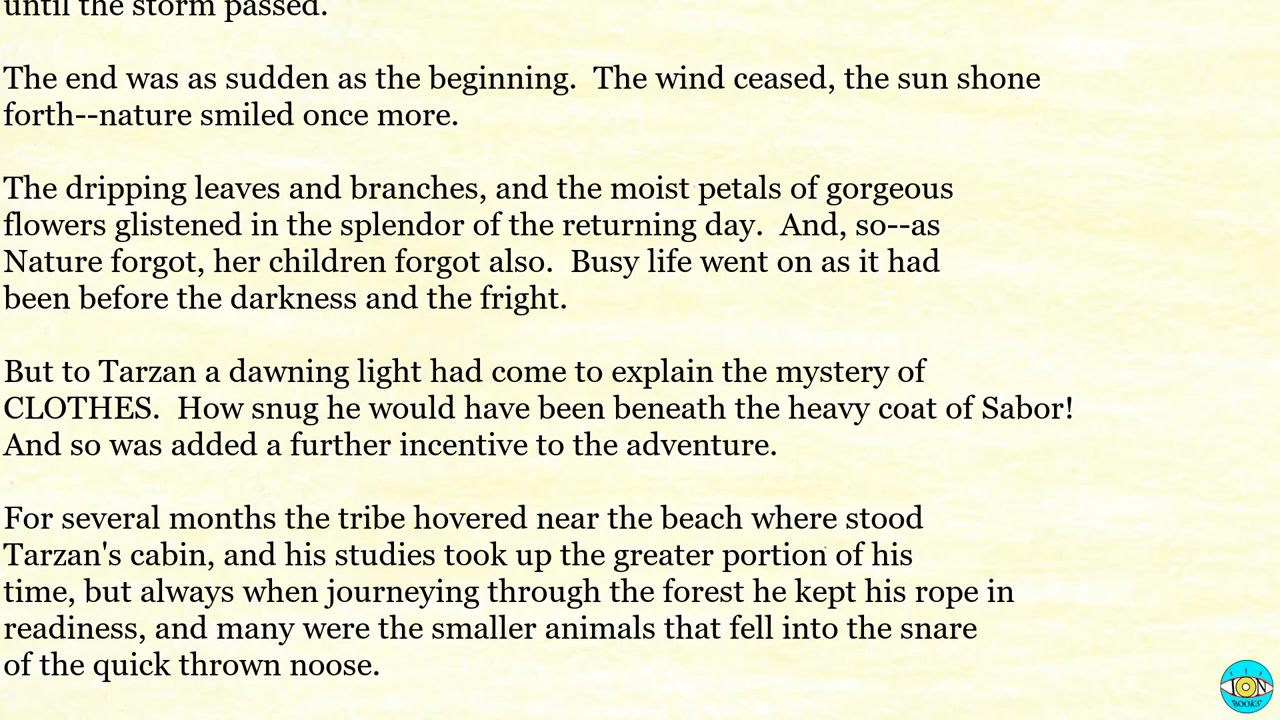 until the storm passed.
The end was as sudden as the beginning.  The wind ceased, the sun shone
forth--nature smiled once more.
The dripping leaves and branches, and the moist petals of gorgeous
flowers glistened in the splendor of the returning day.  And, so--as
Nature forgot, her children forgot also.  Busy life went on as it had
been before the darkness and the fright.
But to Tarzan a dawning light had come to explain the mystery of
CLOTHES.  How snug he would have been beneath the heavy coat of Sabor!
And so was added a further incentive to the adventure.
For several months the tribe hovered near the beach where stood
Tarzan's cabin, and his studies took up the greater portion of his
time, but always when journeying through the forest he kept his rope in
readiness, and many were the smaller animals that fell into the snare
of the quick thrown noose.
ION
BOOKS